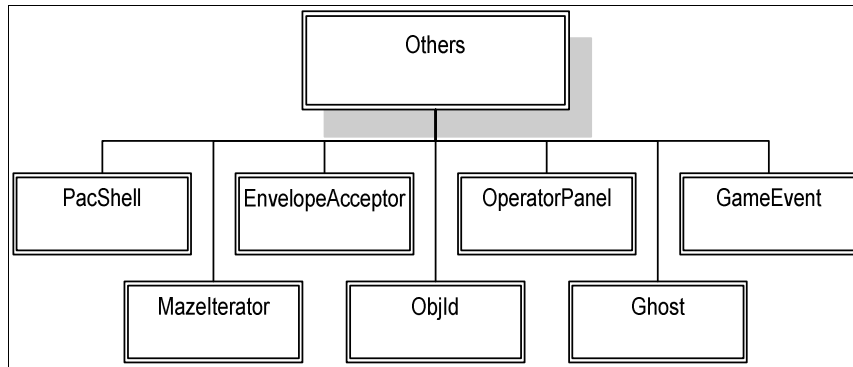 Others
PacShell
EnvelopeAcceptor
OperatorPanel
GameEvent
MazeIterator
ObjId
Ghost